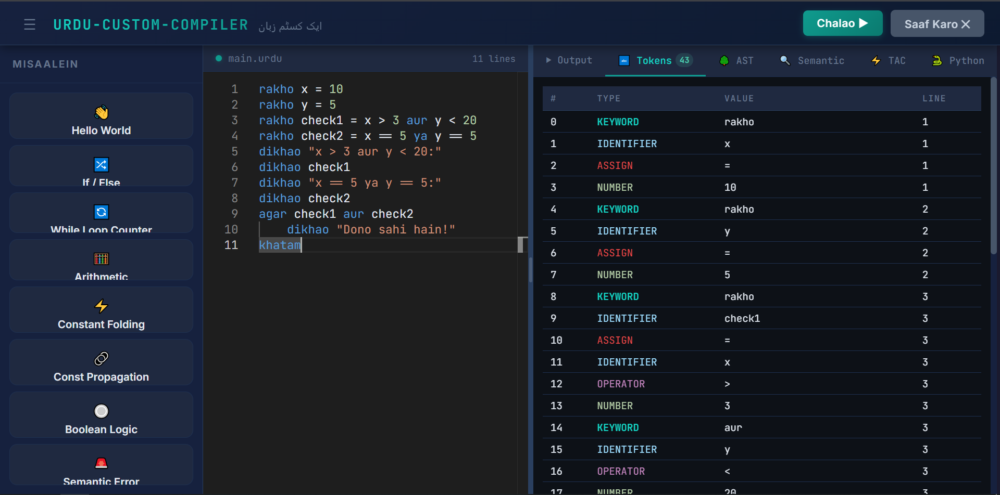 ☰ URDU-CUSTOM-COMPILER ایک کسٹم زبان Chalao ▶ Saaf Karo ✕
MISAALEIN
Hello World
If / Else
While Loop Counter
Arithmetic
Constant Folding
Const Propagation
Boolean Logic
Semantic Error
main.urdu 11 lines
1 rakho x = 10
2 rakho y = 5
3 rakho check1 = x > 3 aur y < 20
4 rakho check2 = x == 5 ya y == 5
5 dikhao "x > 3 aur y < 20:"
6 dikhao check1
7 dikhao "x == 5 ya y == 5:"
8 dikhao check2
9 agar check1 aur check2
10 dikhao "Dono sahi hain!"
11 khatam
▶ Output abc Tokens 43 AST Semantic TAC Python
# TYPE VALUE LINE
0 KEYWORD rakho 1
1 IDENTIFIER x 1
2 ASSIGN = 1
3 NUMBER 10 1
4 KEYWORD rakho 2
5 IDENTIFIER y 2
6 ASSIGN = 2
7 NUMBER 5 2
8 KEYWORD rakho 3
9 IDENTIFIER check1 3
10 ASSIGN = 3
11 IDENTIFIER x 3
12 OPERATOR > 3
13 NUMBER 3 3
14 KEYWORD aur 3
15 IDENTIFIER y 3
16 OPERATOR < 3
17 NUMBER 20 3